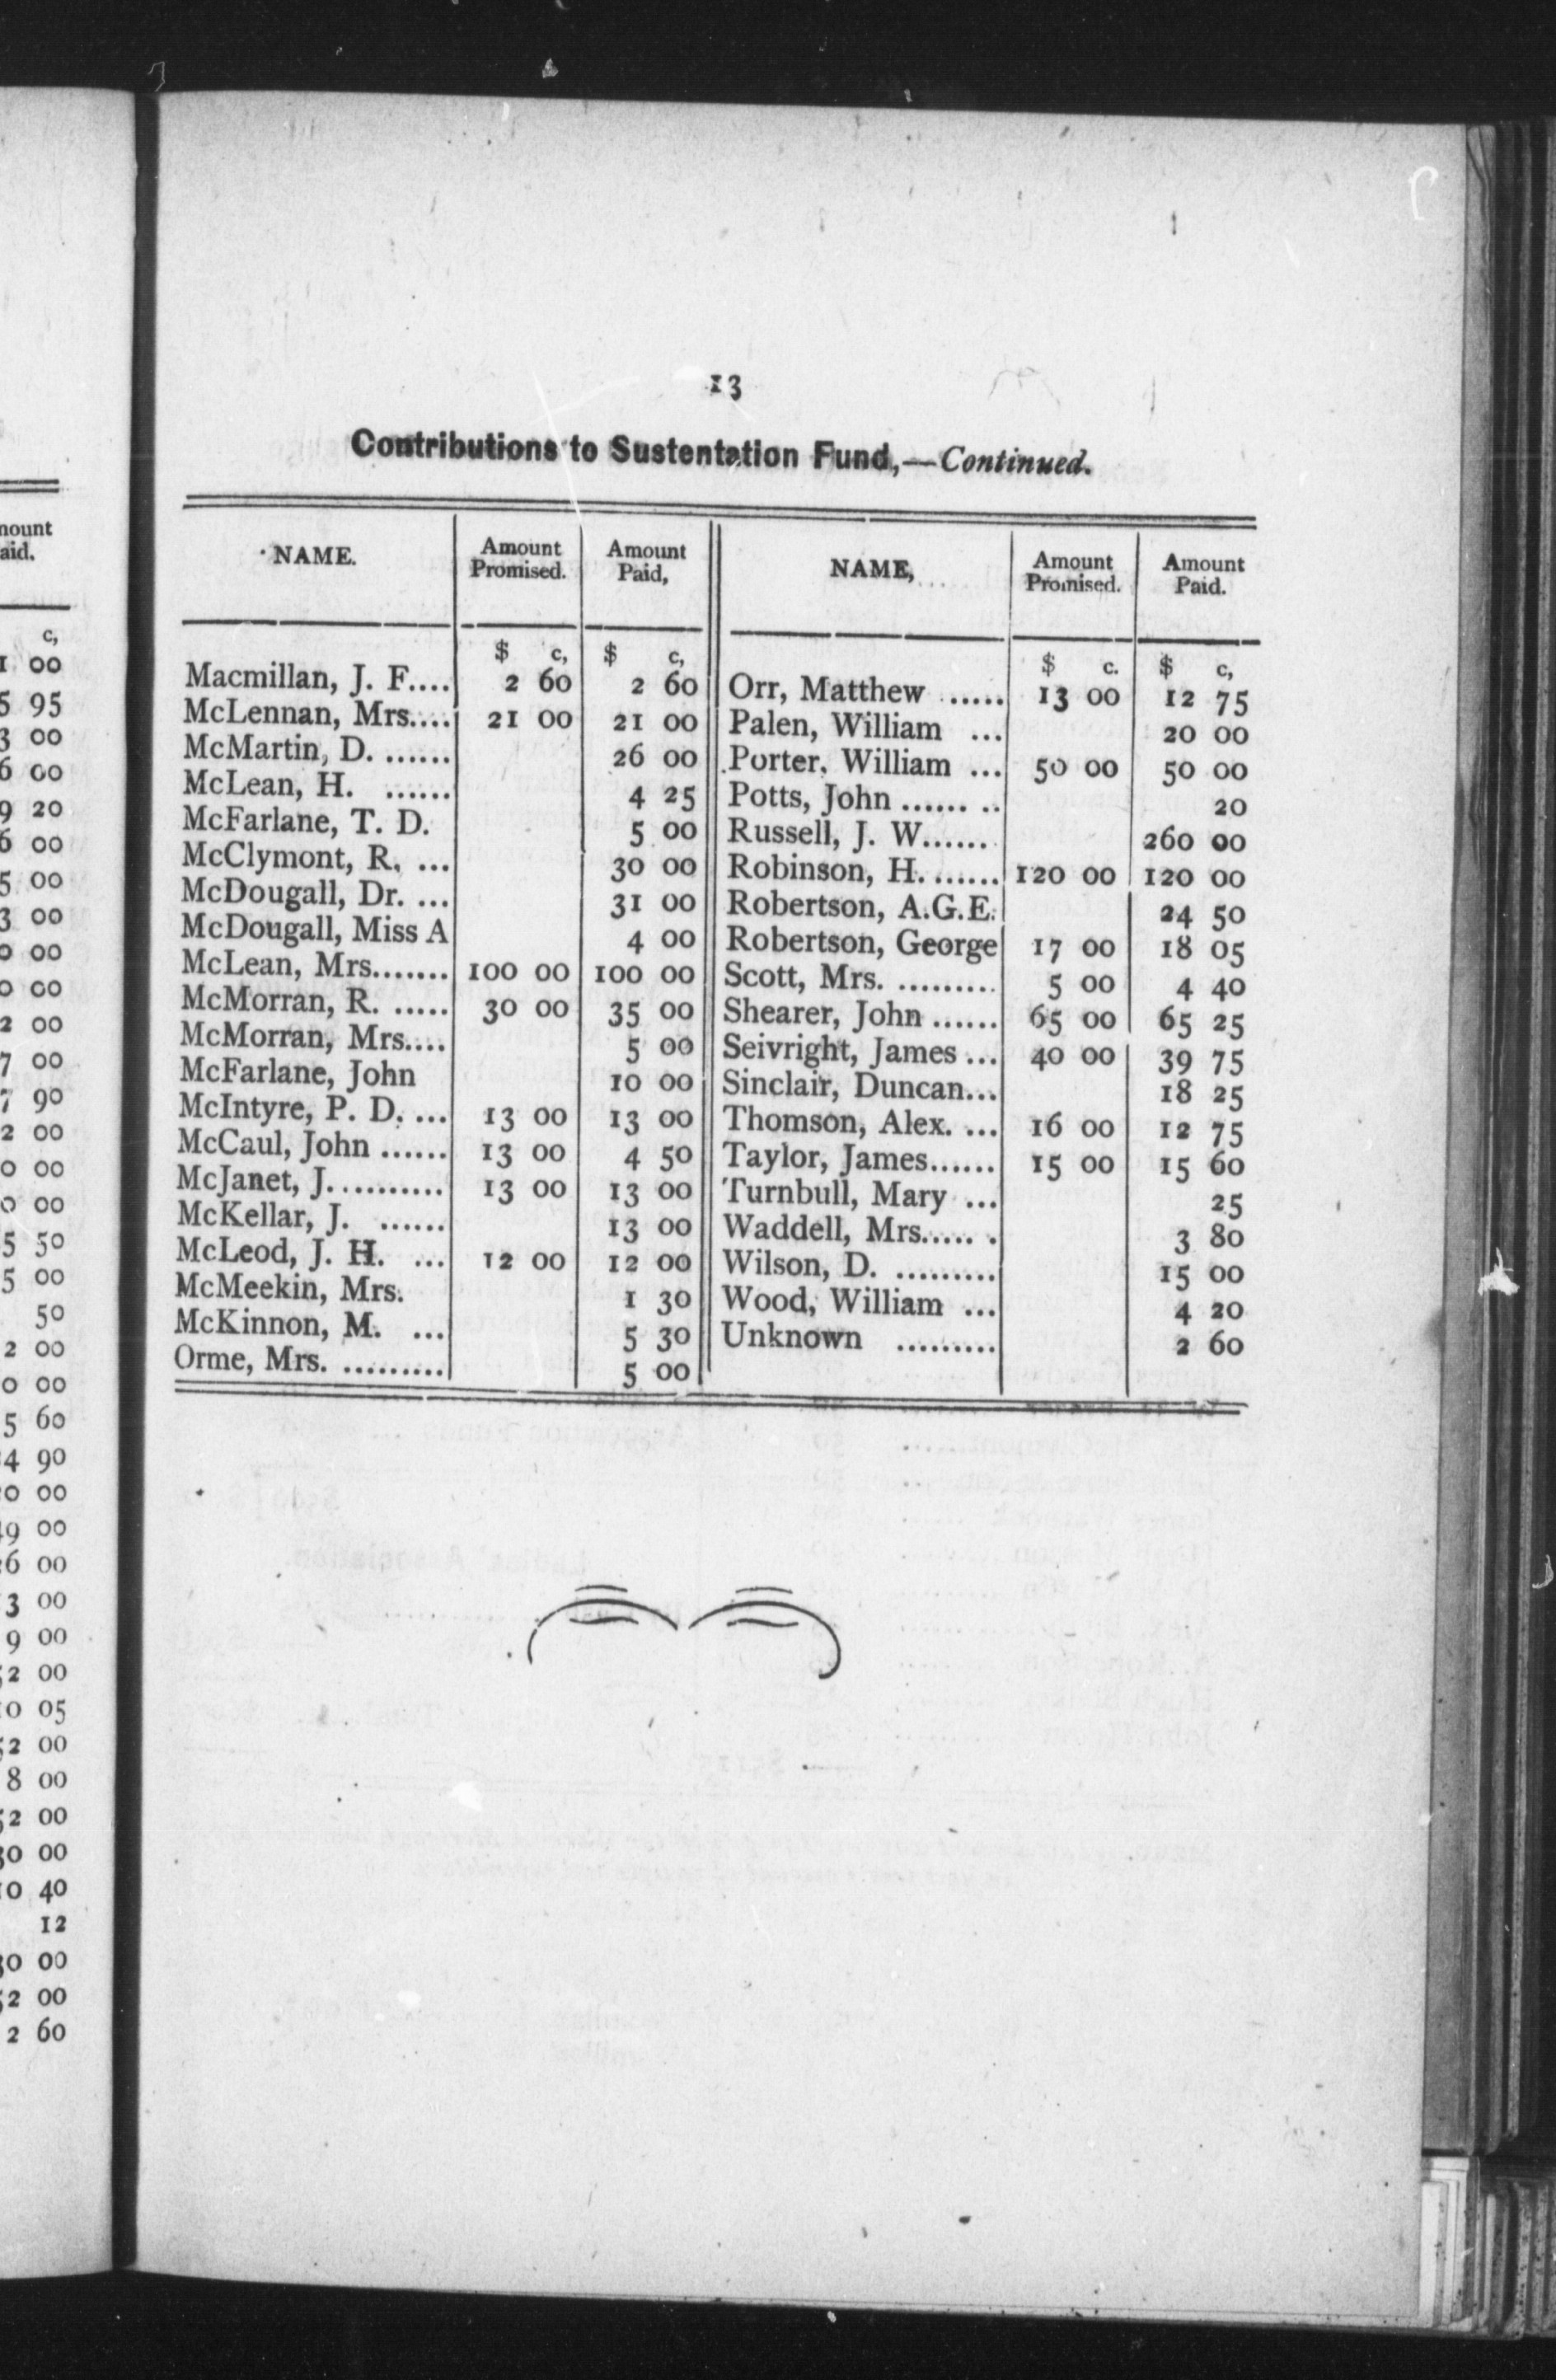 13
Contributions to Sustentation Fund,—Continued.
NAME. Amount Promised. Amount Paid,
$ c, $ c,
Macmillan, J. F.... 2 60 2 60
McLennan, Mrs.... 21 00 21 00
McMartin, D. ...... 26 00
McLean, H. ...... 4 25
McFarlane, T. D. 5 00
McClymont, R. ... 30 00
McDougall, Dr. ... 31 00
McDougall, Miss A 4 00
McLean, Mrs....... 100 00 100 00
McMorran, R. ..... 30 00 35 00
McMorran, Mrs.... 5 00
McFarlane, John 10 00
McIntyre, P. D. ... 13 00 13 00
McCaul, John ...... 13 00 4 50
McJanet, J.......... 13 00 13 00
McKellar, J. ...... 13 00
McLeod, J. H. ... 12 00 12 00
McMeekin, Mrs. 1 30
McKinnon, M. ... 5 30
Orme, Mrs. ......... 5 00
NAME, Amount Promised. Amount Paid.
$ c. $ c,
Orr, Matthew ...... 13 00 12 75
Palen, William ... 20 00
Porter, William ... 50 00 50 00
Potts, John ...... .. 20
Russell, J. W...... 260 00
Robinson, H. ...... 120 00 120 00
Robertson, A.G.E. 24 50
Robertson, George 17 00 18 05
Scott, Mrs. ......... 5 00 4 40
Shearer, John ...... 65 00 65 25
Seivright, James ... 40 00 39 75
Sinclair, Duncan... 18 25
Thomson, Alex. ... 16 00 12 75
Taylor, James...... 15 00 15 60
Turnbull, Mary ... 25
Waddell, Mrs..... . 3 80
Wilson, D. ......... 15 00
Wood, William ... 4 20
Unknown ......... 2 60